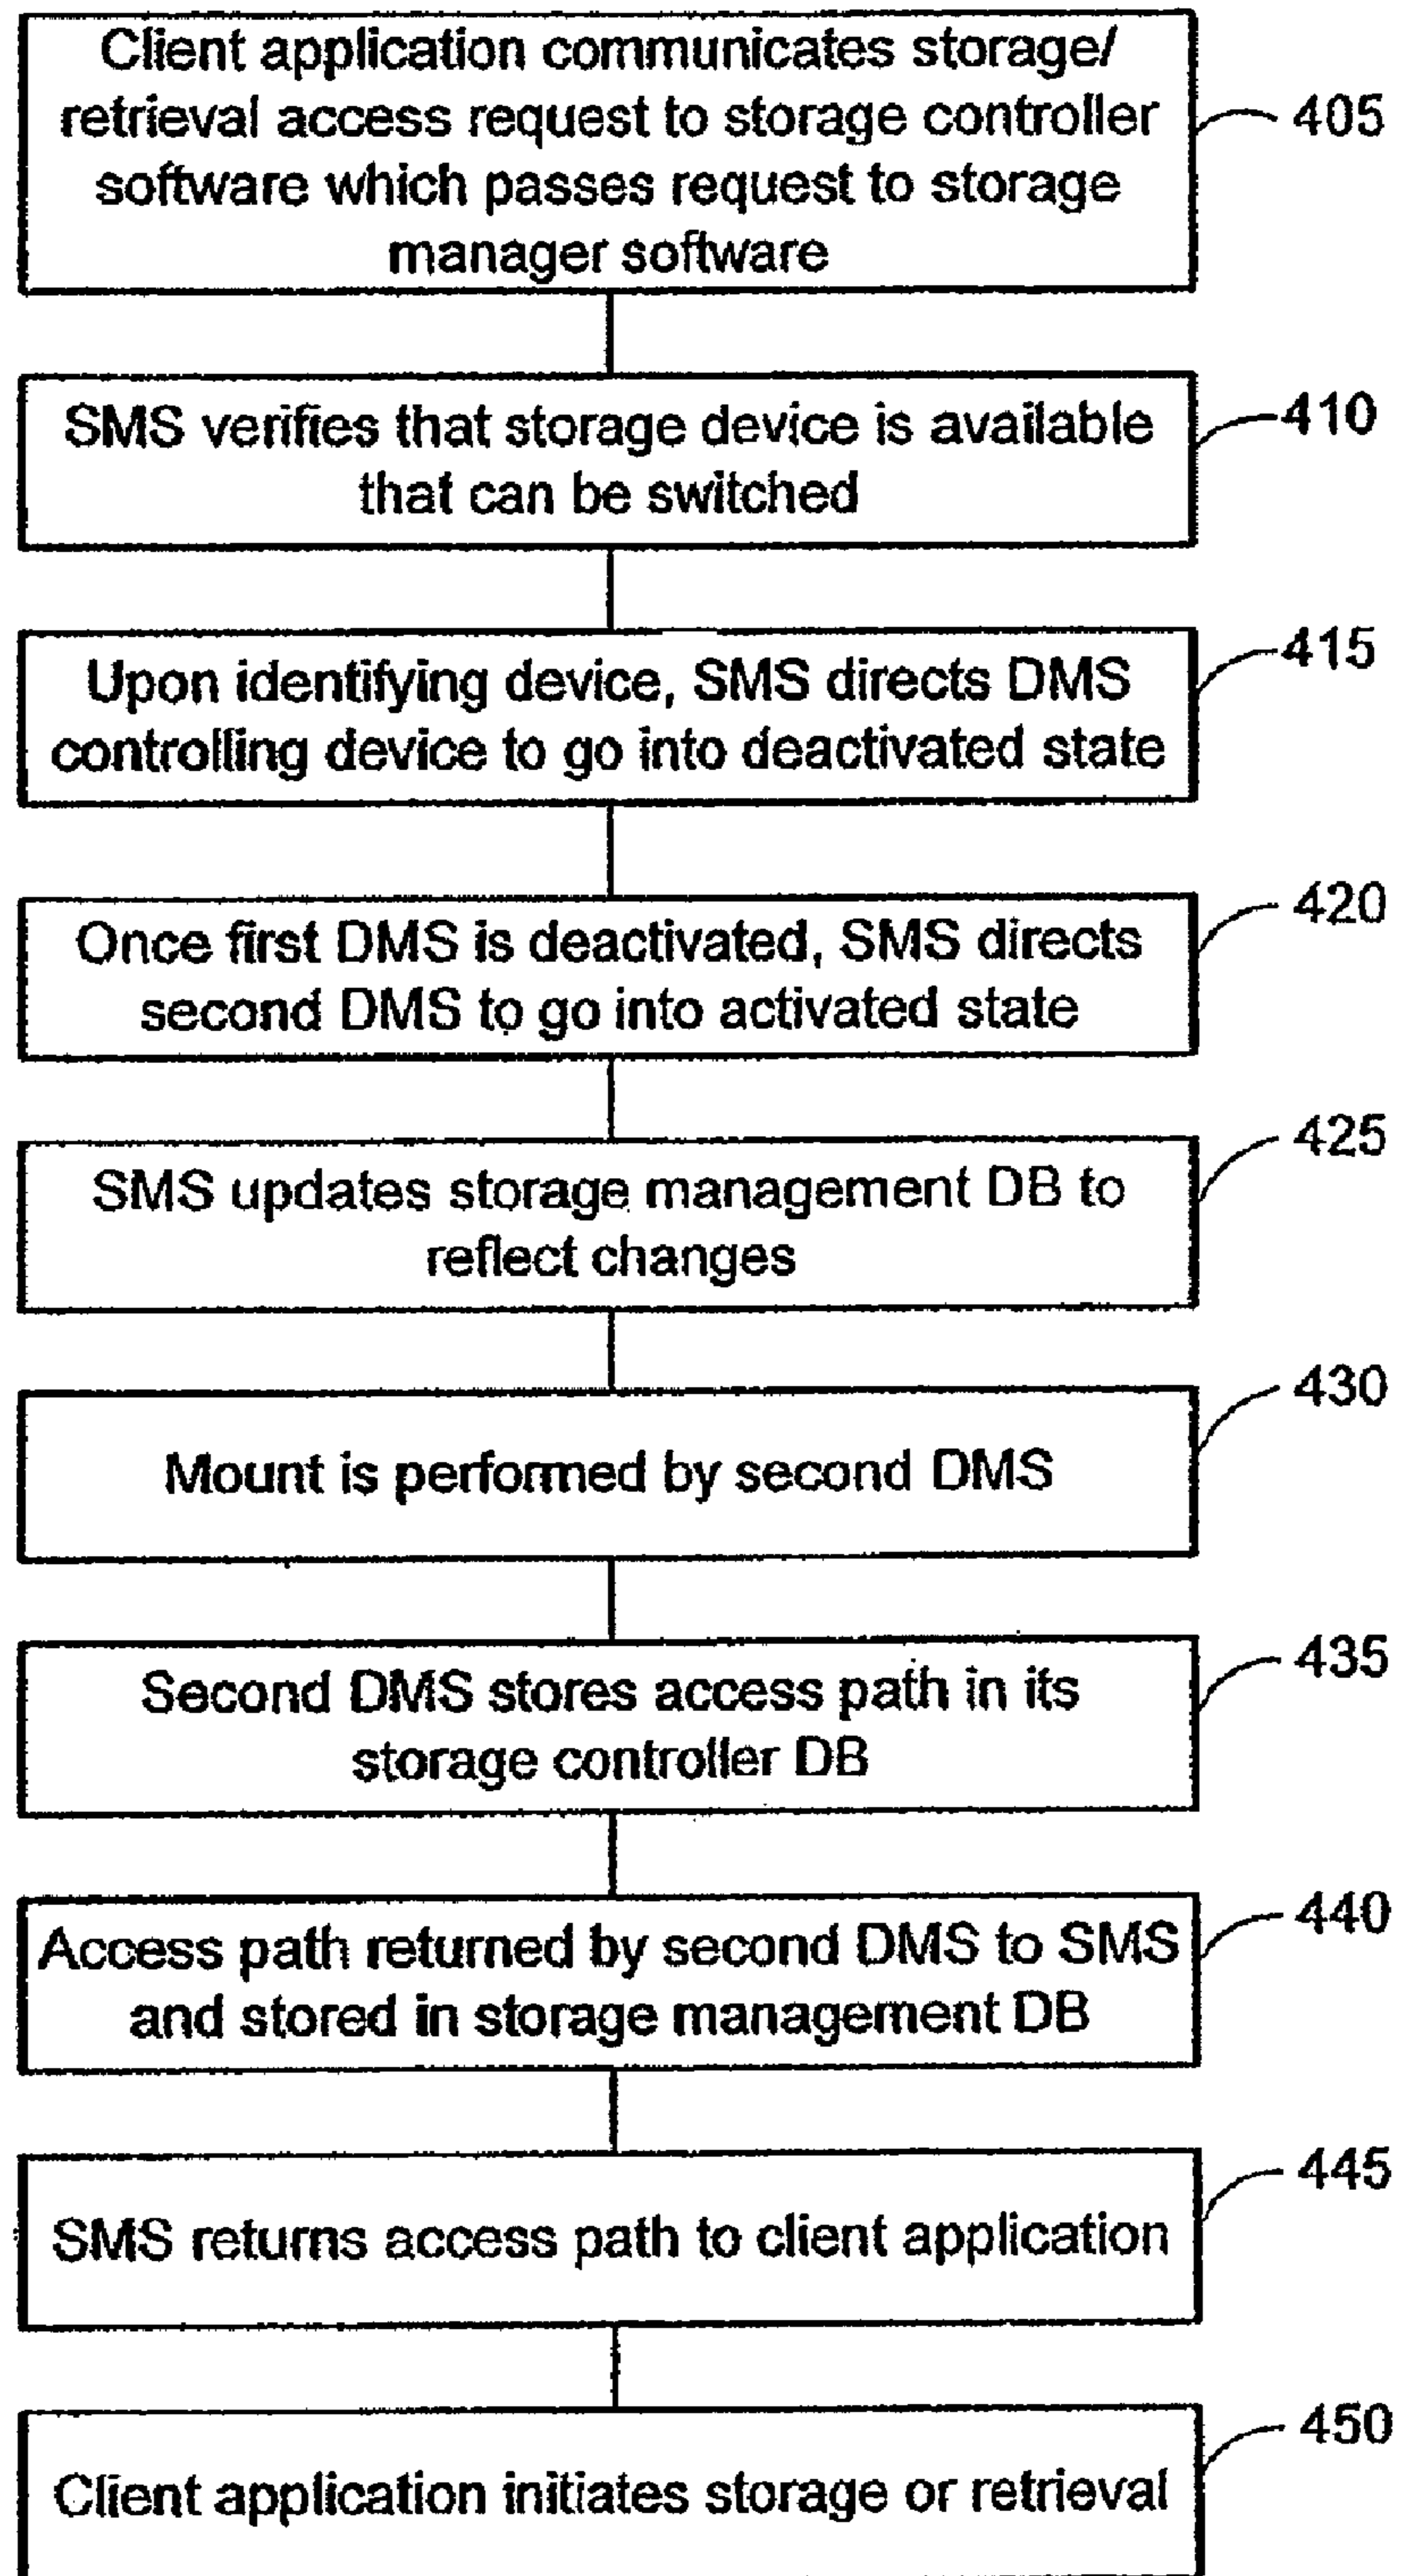 Client application communicates storage/
retrieval access request to storage controller
software which passes request to storage
manager software
405
SMS verifies that storage device is available
that can be switched
410
Upon identifying device, SMS directs DMS
controlling device to go into deactivated state
415
Once first DMS is deactivated, SMS directs
second DMS to go into activated state
420
SMS updates storage management DB to
reflect changes
425
Mount is performed by second DMS
430
Second DMS stores access path in its
storage controller DB
435
Access path returned by second DMS to SMS
and stored in storage management DB
440
SMS returns access path to client application
445
Client application initiates storage or retrieval
450